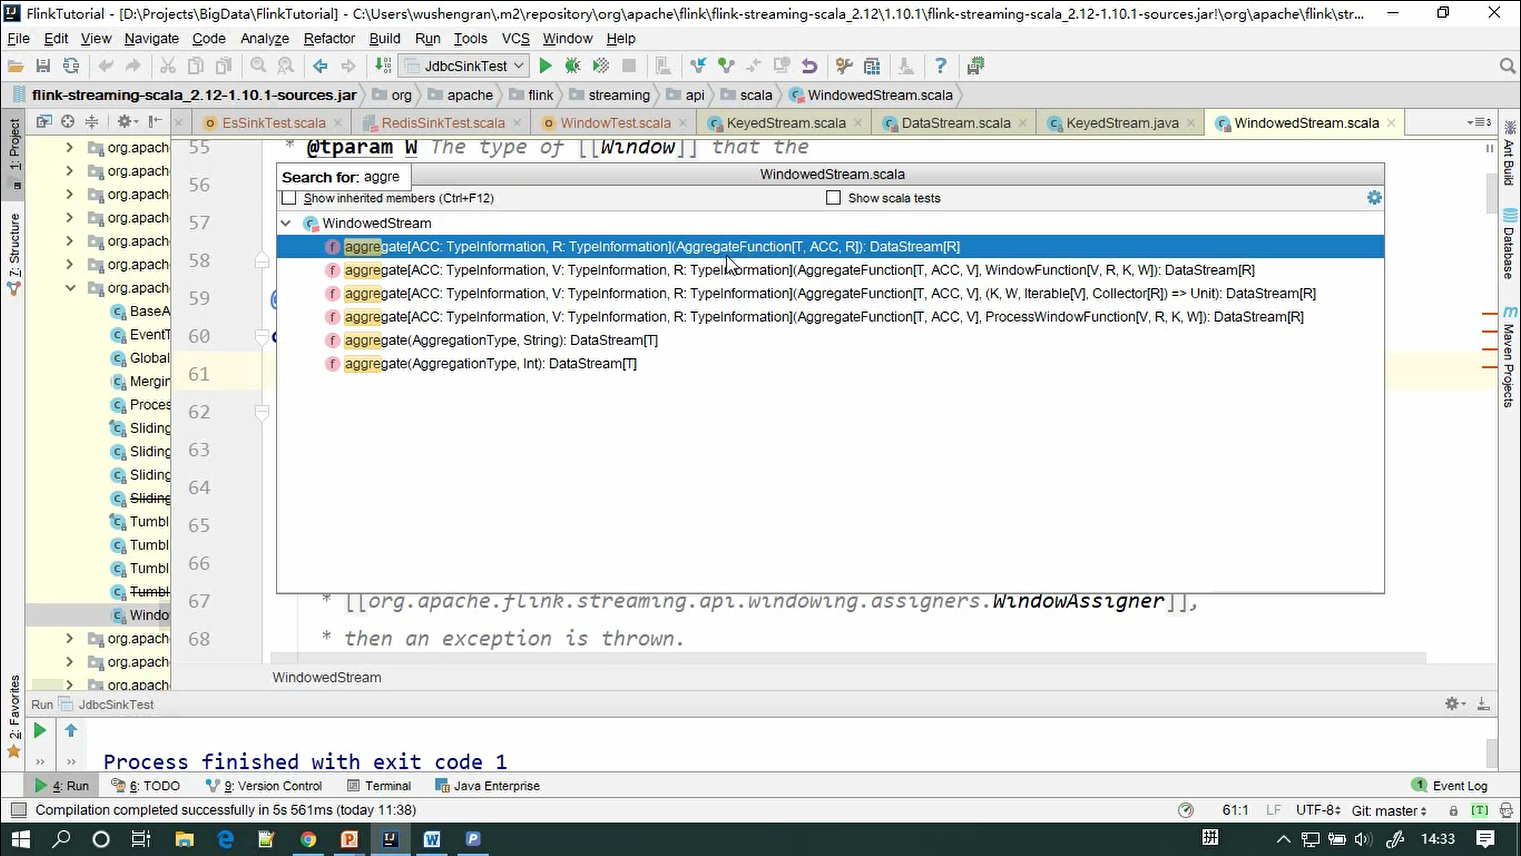 FlinkTutorial - [D:\Projects\BigData\FlinkTutorial] - C:\Users\wushengran\.m2\repository\org\apache\flink\flink-streaming-scala_2.12\1.10.1\flink-streaming-scala_2.12-1.10.1-sources.jar!\org\apache\flink\str...
File Edit View Navigate Code Analyze Refactor Build Run Tools VCS Window Help
JdbcSinkTest
flink-streaming-scala_2.12-1.10.1-sources.jar org apache flink streaming api scala WindowedStream.scala
EsSinkTest.scala RedisSinkTest.scala WindowTest.scala KeyedStream.scala DataStream.scala KeyedStream.java WindowedStream.scala
1: Project
7: Structure
2: Favorites
Ant Build
Database
Maven Projects
org.apach
org.apach
org.apach
org.apach
org.apach
org.apach
org.apach
BaseA
EventT
Global
Mergin
Proces
Sliding
Sliding
Sliding
Sliding
Tumbl
Tumbl
Tumbl
Tumbl
Windo
org.apach
org.apach
org.apach
55 * @tparam W The type of [[Window]] that the
56
57
58
59
60
61
62
63
64
65
66
67 * [[org.apache.flink.streaming.api.windowing.assigners.WindowAssigner]],
68 * then an exception is thrown.
Search for: aggre
WindowedStream.scala
Show inherited members (Ctrl+F12) Show scala tests
WindowedStream
aggregate[ACC: TypeInformation, R: TypeInformation](AggregateFunction[T, ACC, R]): DataStream[R]
aggregate[ACC: TypeInformation, V: TypeInformation, R: TypeInformation](AggregateFunction[T, ACC, V], WindowFunction[V, R, K, W]): DataStream[R]
aggregate[ACC: TypeInformation, V: TypeInformation, R: TypeInformation](AggregateFunction[T, ACC, V], (K, W, Iterable[V], Collector[R]) => Unit): DataStream[R]
aggregate[ACC: TypeInformation, V: TypeInformation, R: TypeInformation](AggregateFunction[T, ACC, V], ProcessWindowFunction[V, R, K, W]): DataStream[R]
aggregate(AggregationType, String): DataStream[T]
aggregate(AggregationType, Int): DataStream[T]
WindowedStream
Run JdbcSinkTest
Process finished with exit code 1
4: Run 6: TODO 9: Version Control Terminal Java Enterprise 1 Event Log
Compilation completed successfully in 5s 561ms (today 11:38) 61:1 LF UTF-8 Git: master
拼 14:33